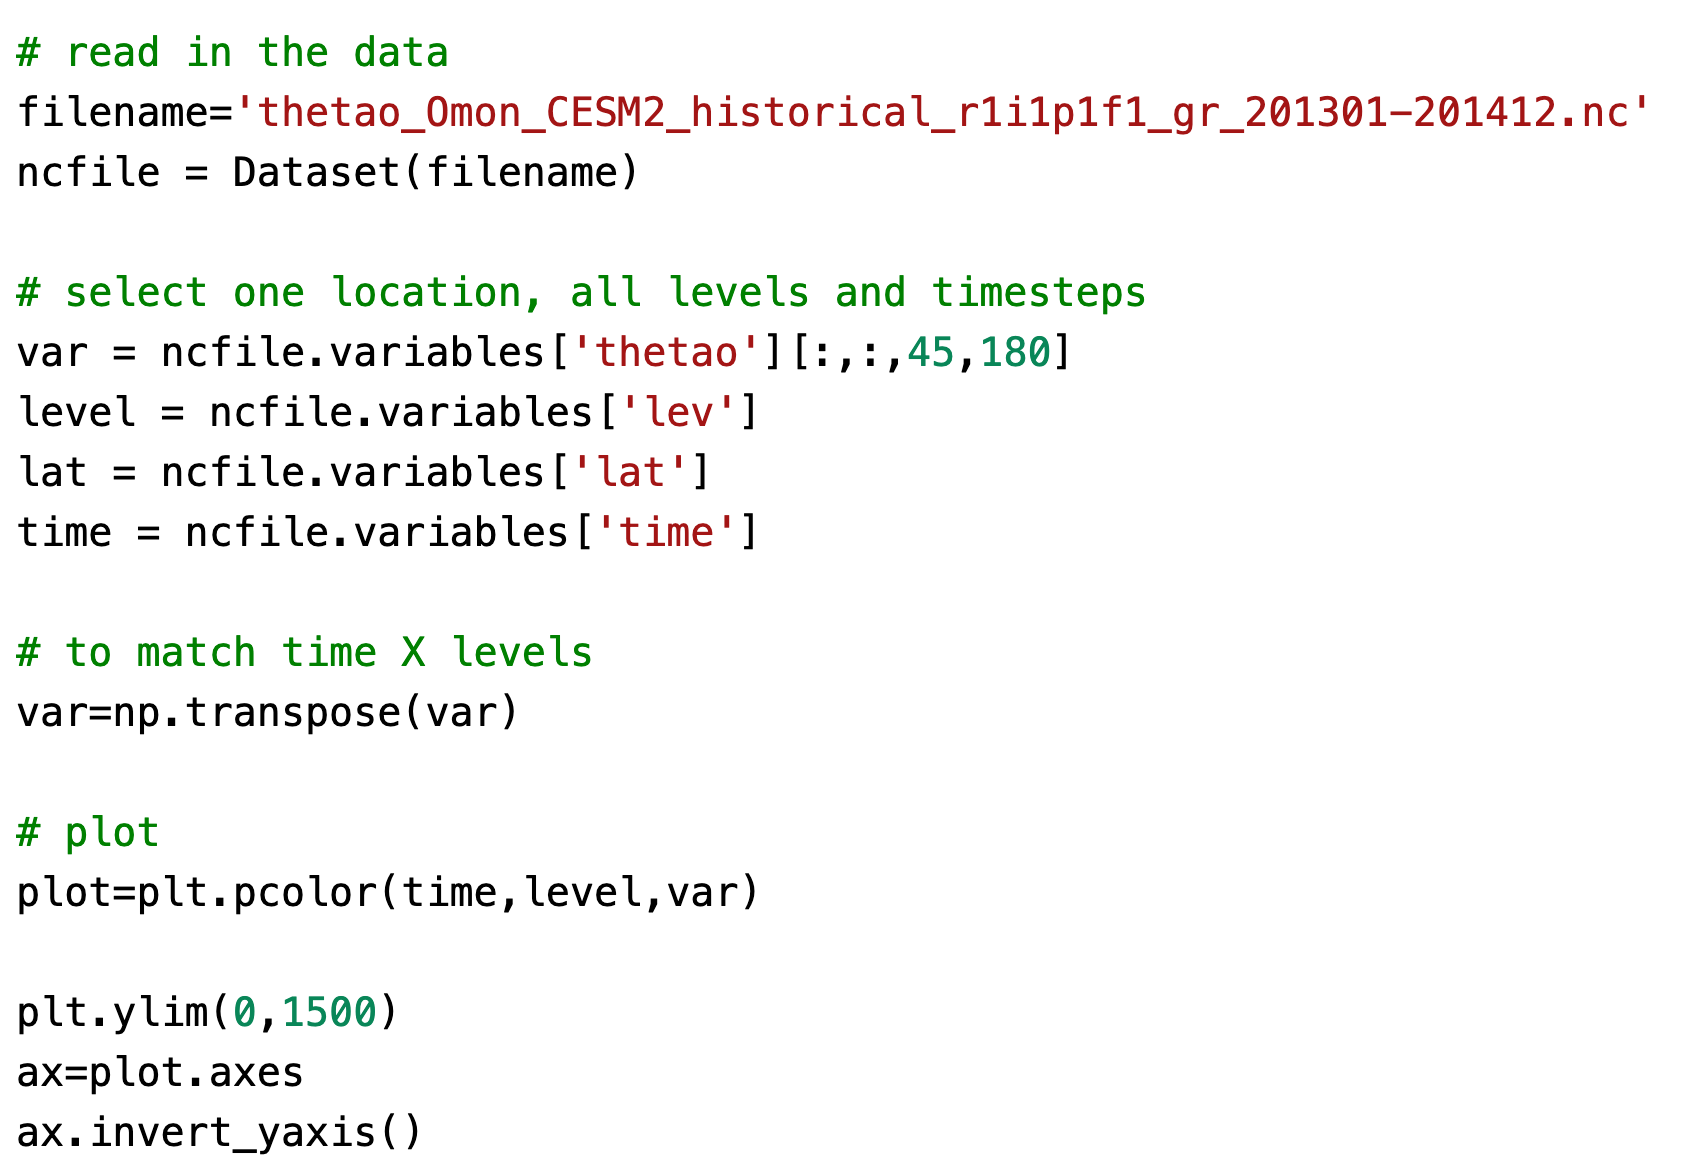 # read in the data
filename='thetao_Omon_CESM2_historical_r1i1p1f1_gr_201301-201412.nc'
ncfile = Dataset(filename)
# select one location, all levels and timesteps
var = ncfile.variables['thetao'][:,:,45,180]
level = ncfile.variables['lev']
lat = ncfile.variables['lat']
time = ncfile.variables['time']
# to match time X levels
var=np.transpose(var)
# plot
plot=plt.pcolor(time,level,var)
plt.ylim(0,1500)
ax=plot.axes
ax.invert_yaxis()